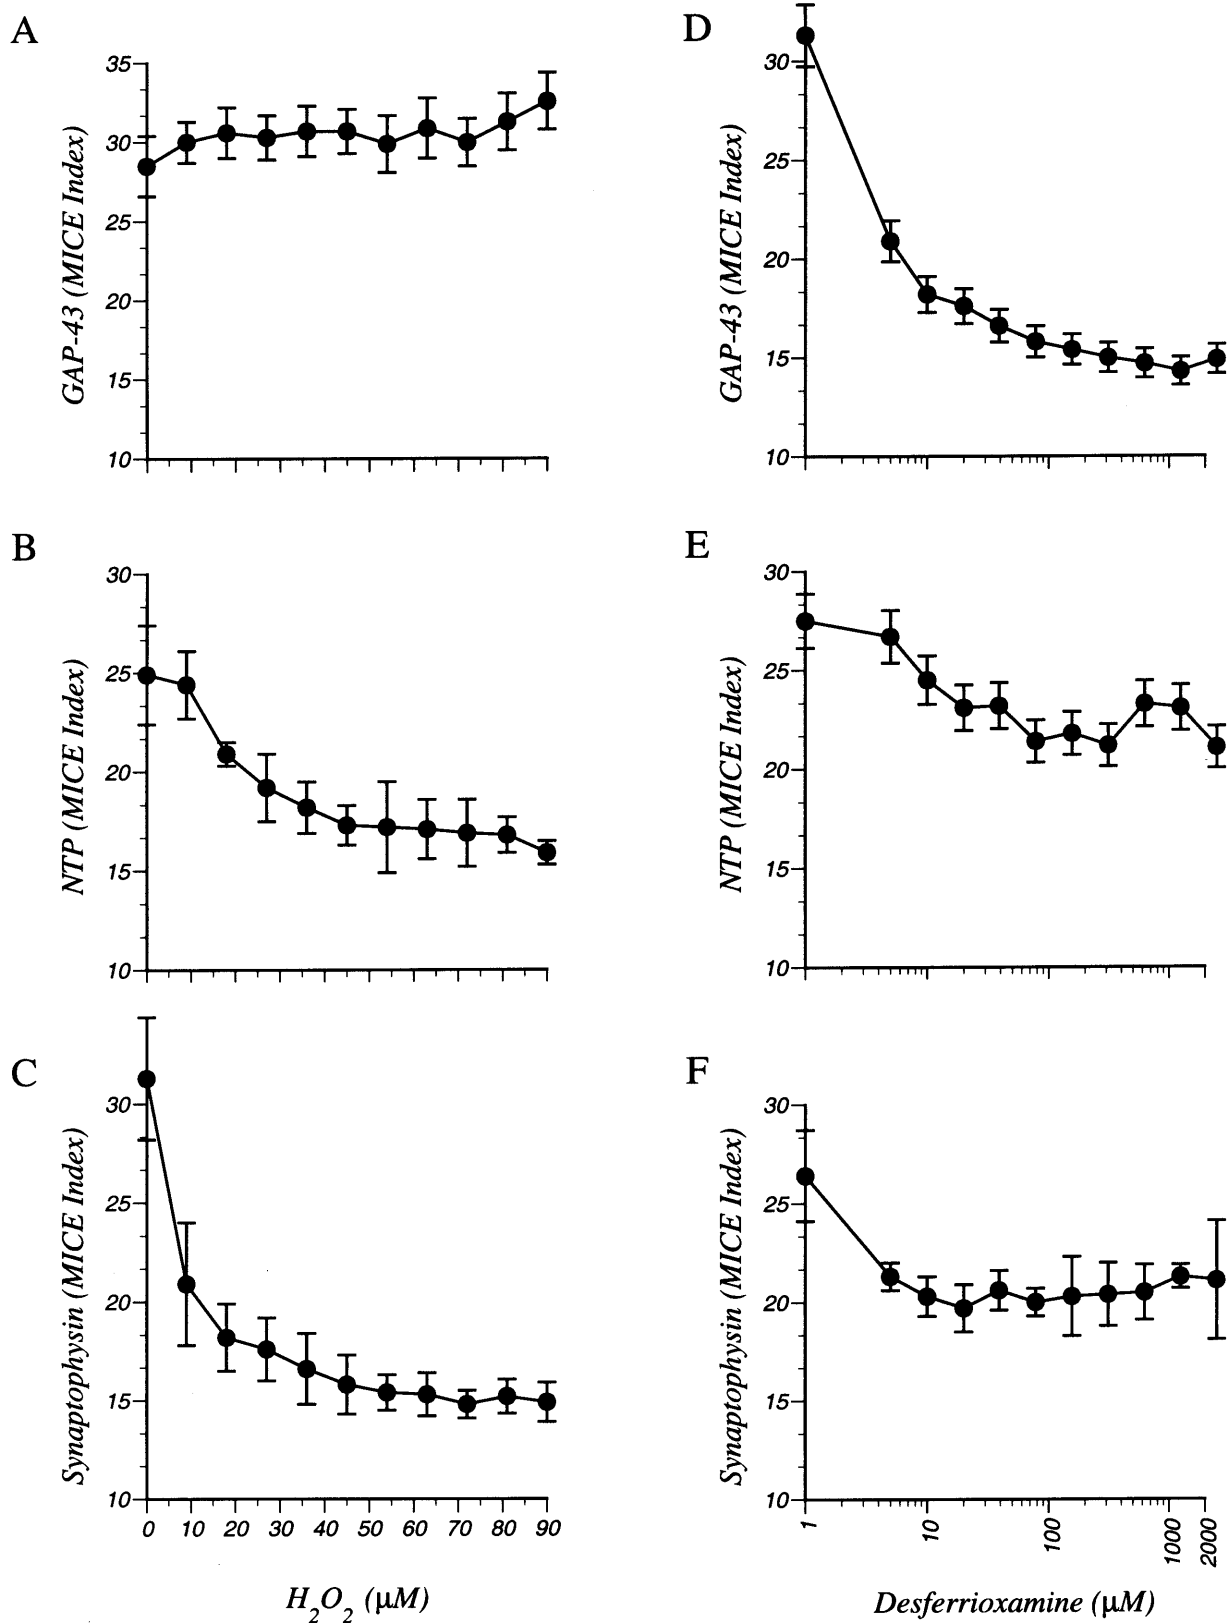 A
GAP-43 (MICE Index)
35
30
25
20
15
10
B
NTP (MICE Index)
30
25
20
15
10
C
Synaptophysin (MICE Index)
30
25
20
15
10
0 10 20 30 40 50 60 70 80 90
H2O2 (μM)
D
GAP-43 (MICE Index)
30
25
20
15
10
E
NTP (MICE Index)
30
25
20
15
10
F
Synaptophysin (MICE Index)
30
25
20
15
10
1 10 100 1000 2000
Desferrioxamine (μM)